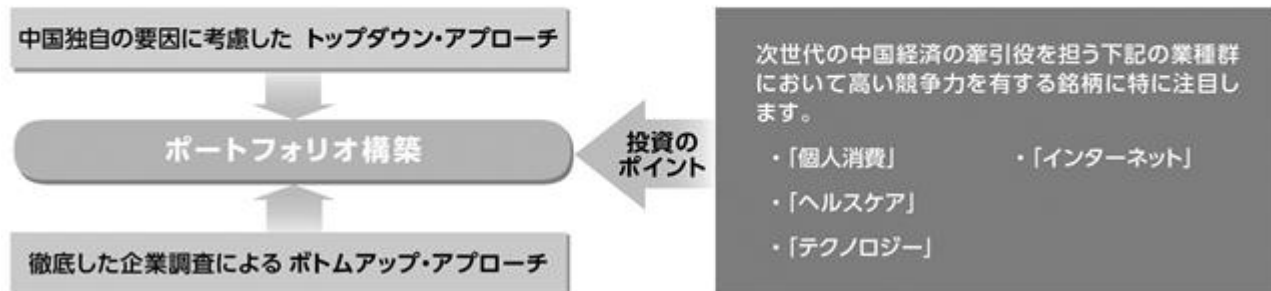 中国独自の要因に考慮した トップダウン・アプローチ
ポートフォリオ構築
徹底した企業調査による ボトムアップ・アプローチ
投資の
ポイント
次世代の中国経済の牽引役を担う下記の業種群
において高い競争力を有する銘柄に特に注目し
ます。
・「個人消費」 ・「インターネット」
・「ヘルスケア」
・「テクノロジー」